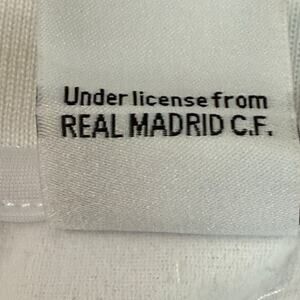 Under license from
REAL MADRID C.F.